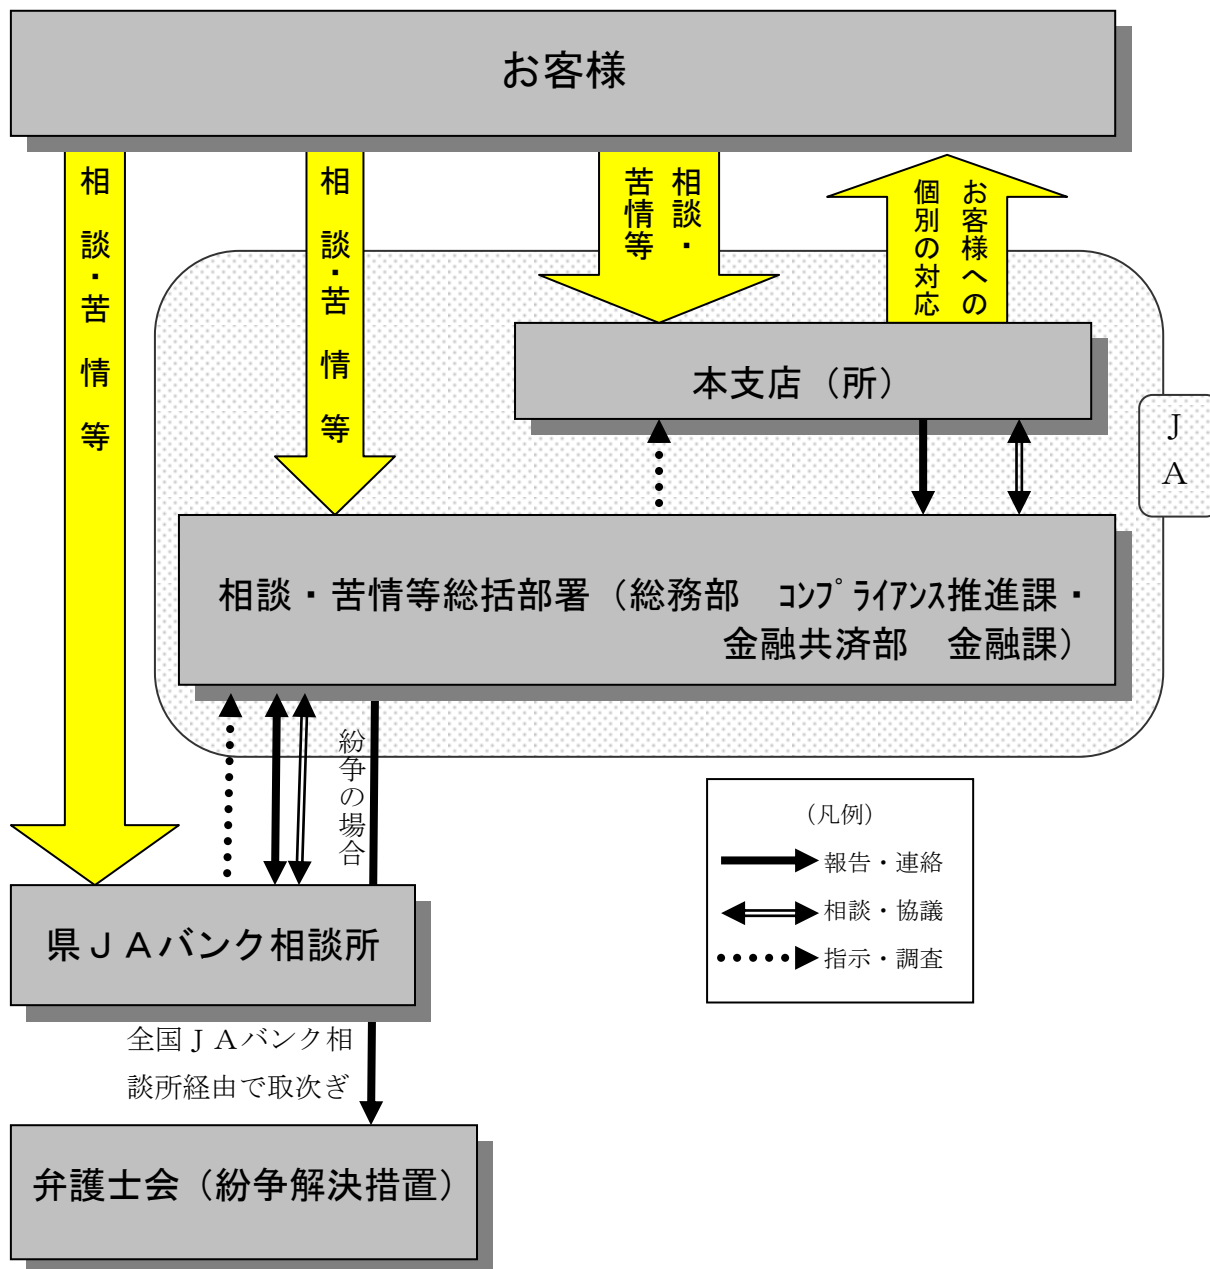 お客様
相談・苦情等
相談・苦情等
相談・
苦情等
お客様への
個別の対応
本支店（所）
J
A
相談・苦情等総括部署（総務部　ｺﾝﾌﾟﾗｲｱﾝｽ推進課・
金融共済部　金融課）
紛争の場合
（凡例）
報告・連絡
相談・協議
指示・調査
県ＪＡバンク相談所
全国ＪＡバンク相
談所経由で取次ぎ
弁護士会（紛争解決措置）